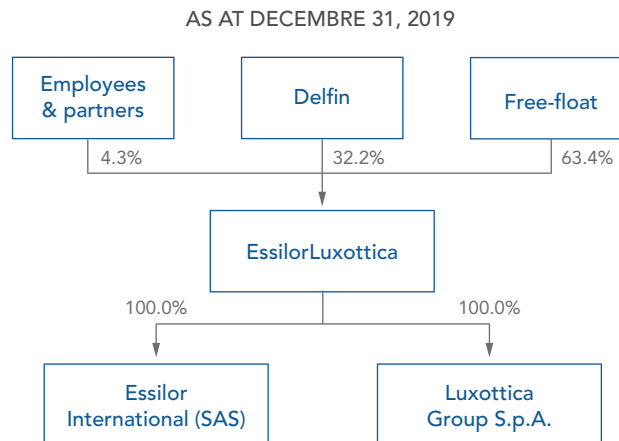 AS AT DECEMBRE 31, 2019
Employees
& partners
Delfin
Free-float
4.3%
32.2%
63.4%
EssilorLuxottica
100.0%
100.0%
Essilor
International (SAS)
Luxottica
Group S.p.A.